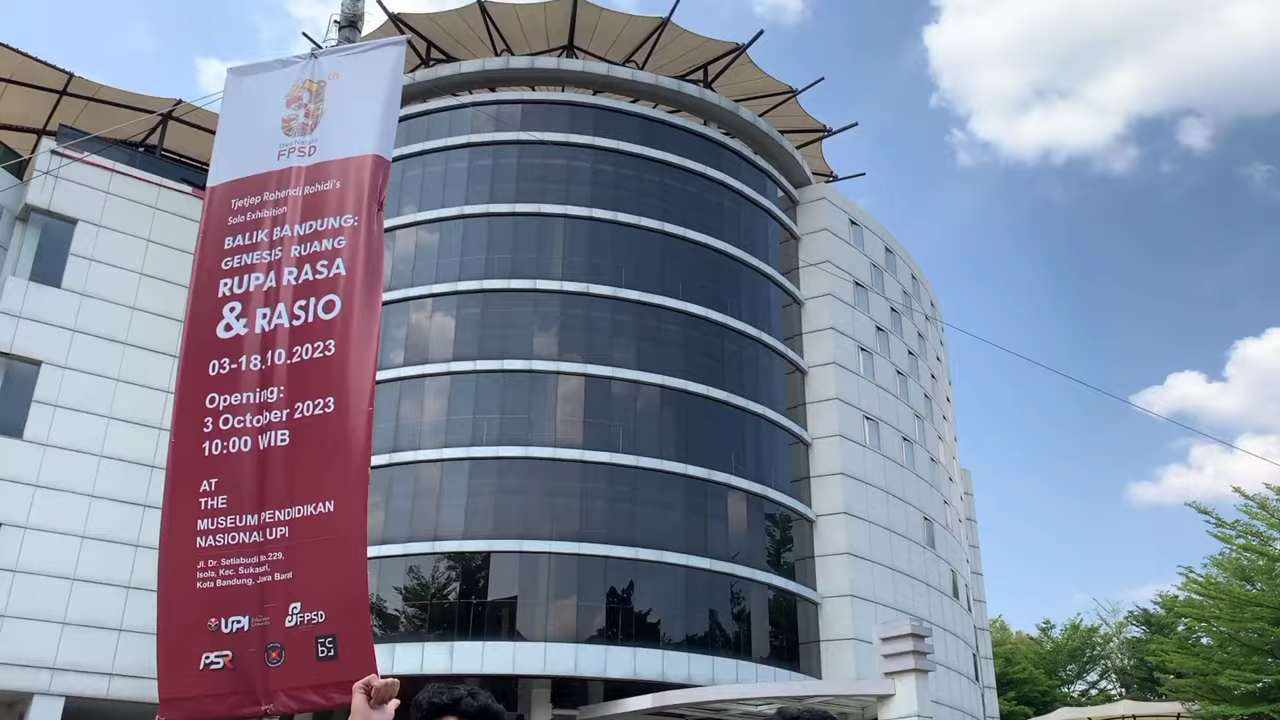 9th
Dies Natalis
FPSD
Tjetjep Rohendi Rohidi's
Solo Exhibition
BALIK BANDUNG:
GENESIS RUANG
RUPA RASA
& RASIO
03-18.10.2023
Opening:
3 October 2023
10:00 WIB
AT
THE
MUSEUM PENDIDIKAN
NASIONAL UPI
Jl. Dr. Setiabudi No.229,
Isola, Kec. Sukasari,
Kota Bandung, Jawa Barat
UPI
FPSD
PSR